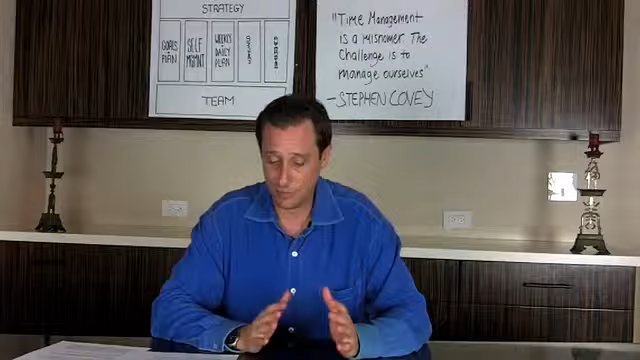 STRATEGY
GOALS
PLAN
SELF
MGMNT
WEEKLY
DAILY
PLAN
TEAM
"Time Management
is a misnomer The
Challenge is to
manage ourselves"
- STEPHEN COVEY